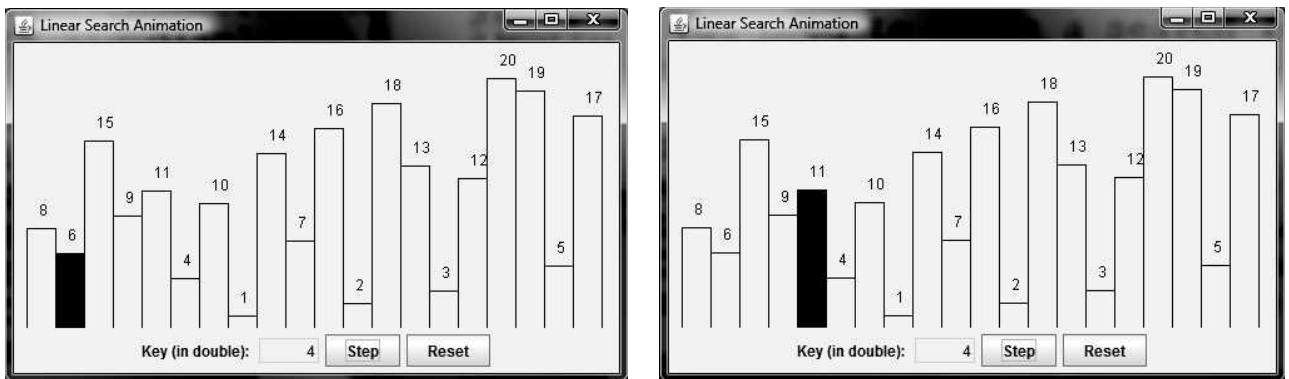 Linear Search Animation
8 6 15 9 11 4 10 1 14 7 16 2 18 13 3 12 20 19 5 17
Key (in double): 4 Step Reset
Linear Search Animation
8 6 15 9 11 4 10 1 14 7 16 2 18 13 3 12 20 19 5 17
Key (in double): 4 Step Reset